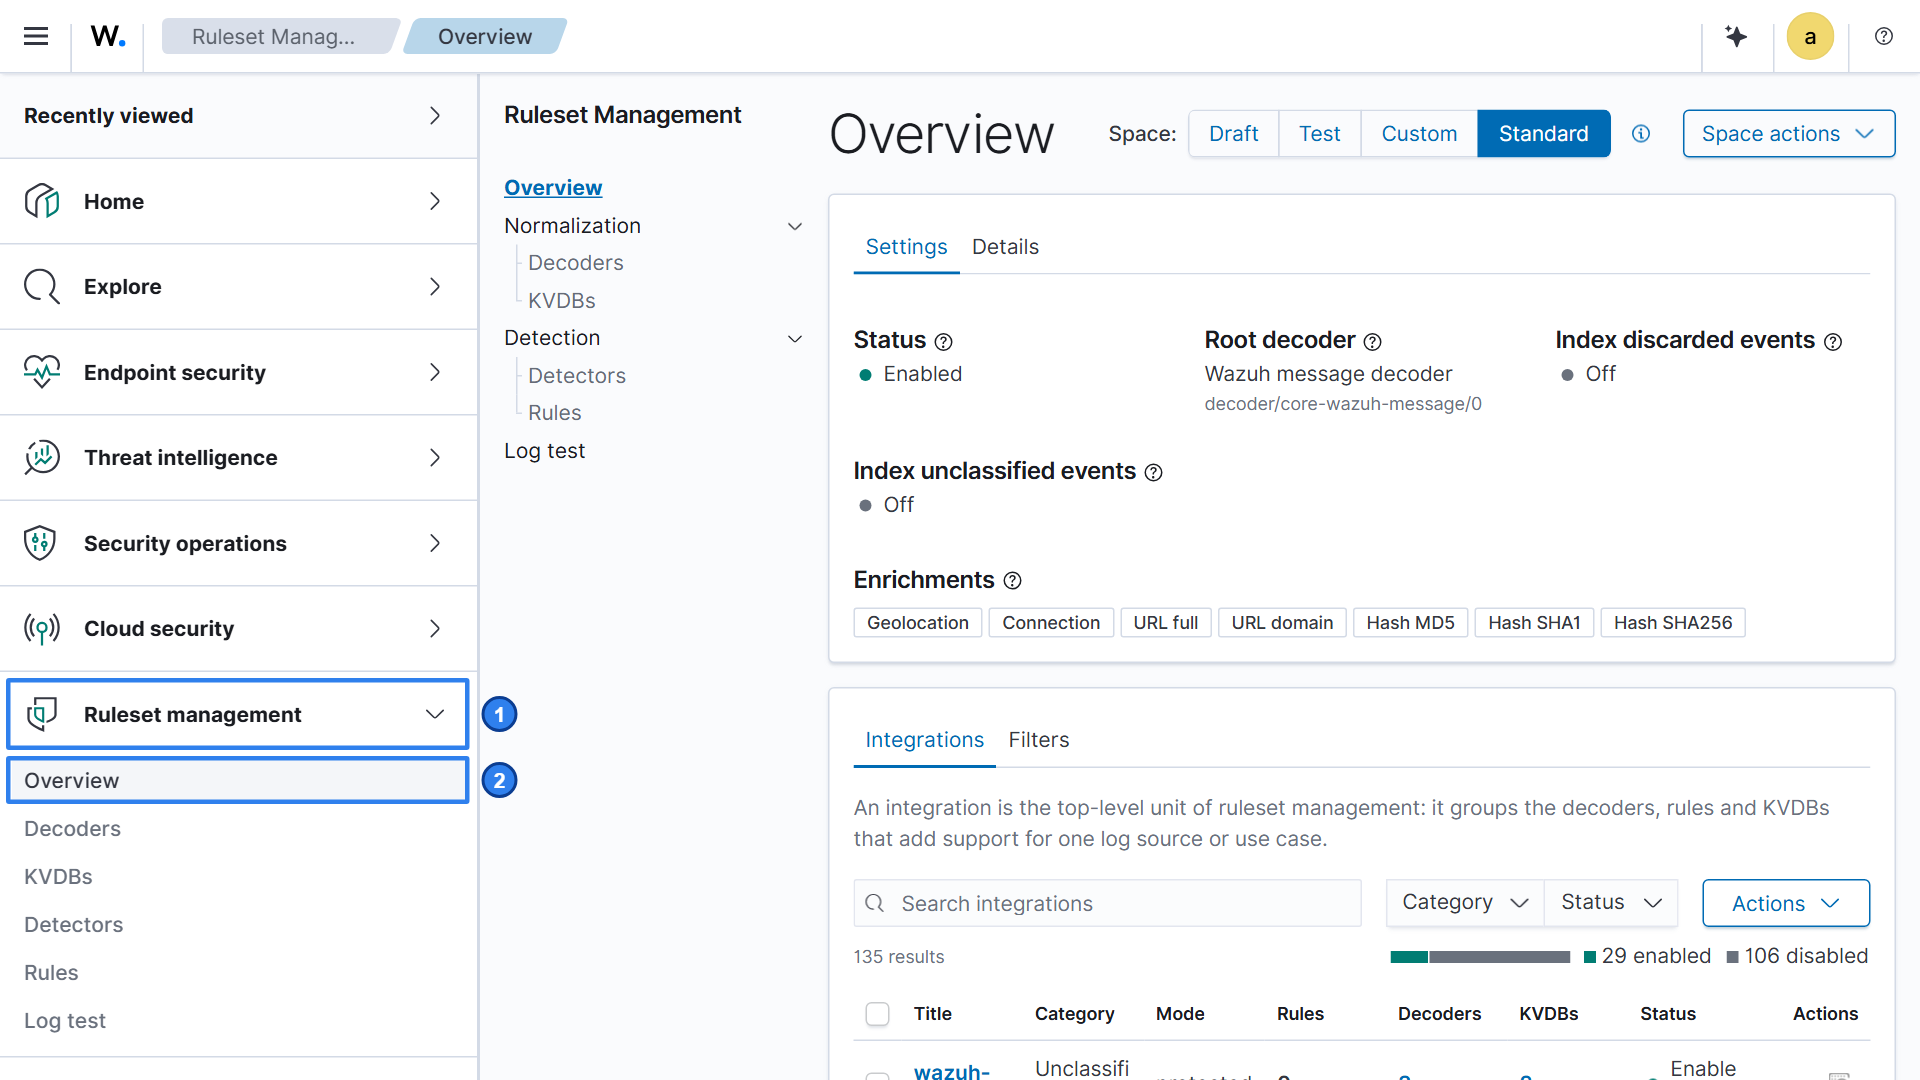 W.
Ruleset Manag...
Overview
a
Recently viewed
Home
Explore
Endpoint security
Threat intelligence
Security operations
Cloud security
Ruleset management
1
Overview
2
Decoders
KVDBs
Detectors
Rules
Log test
Ruleset Management
Overview
Normalization
Decoders
KVDBs
Detection
Detectors
Rules
Log test
Overview
Space:
Draft
Test
Custom
Standard
Space actions
Settings
Details
Status
Enabled
Root decoder
Wazuh message decoder
decoder/core-wazuh-message/0
Index discarded events
Off
Index unclassified events
Off
Enrichments
Geolocation
Connection
URL full
URL domain
Hash MD5
Hash SHA1
Hash SHA256
Integrations
Filters
An integration is the top-level unit of ruleset management: it groups the decoders, rules and KVDBs
that add support for one log source or use case.
Search integrations
Category
Status
Actions
135 results
29 enabled
106 disabled
Title
Category
Mode
Rules
Decoders
KVDBs
Status
Actions
wazuh-
Unclassifi
Enable